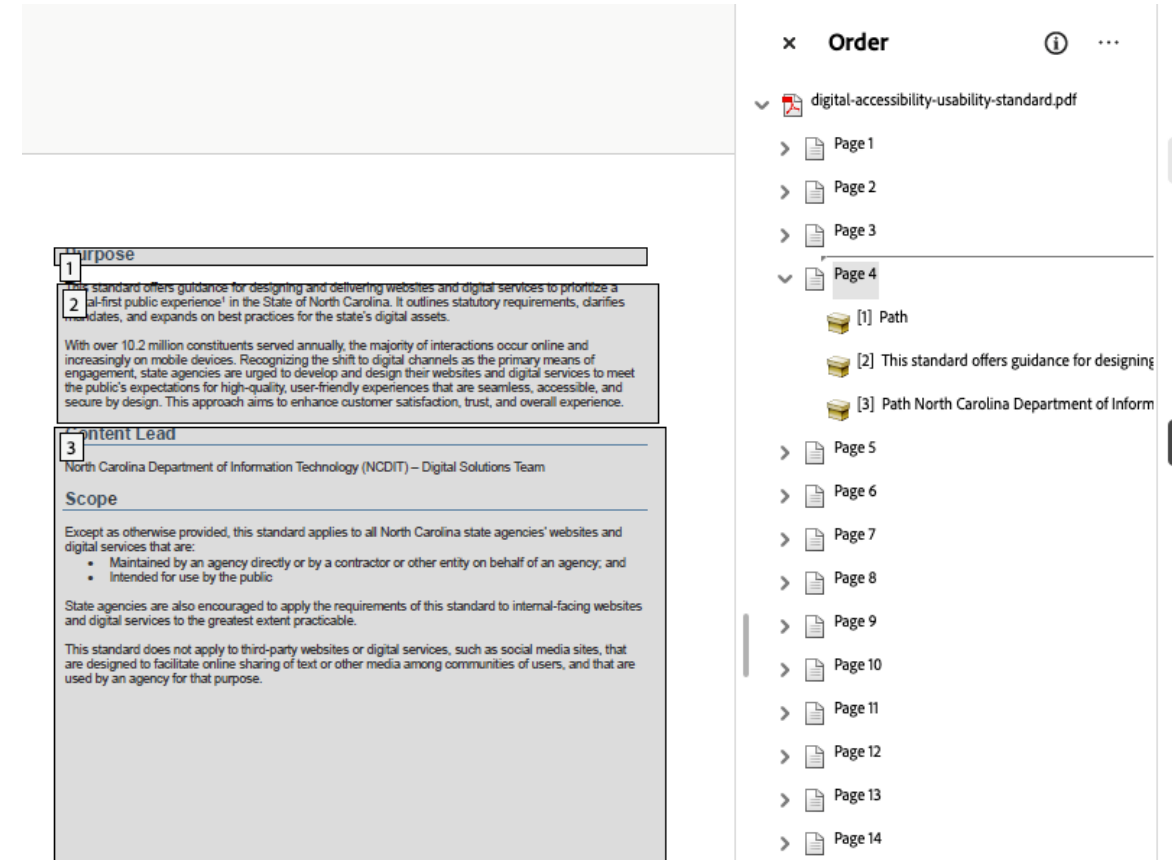 Purpose
1
This standard offers guidance for designing and delivering websites and digital services to prioritize a
2
al-first public experience¹ in the State of North Carolina. It outlines statutory requirements, clarifies
mandates, and expands on best practices for the state's digital assets.
With over 10.2 million constituents served annually, the majority of interactions occur online and
increasingly on mobile devices. Recognizing the shift to digital channels as the primary means of
engagement, state agencies are urged to develop and design their websites and digital services to meet
the public's expectations for high-quality, user-friendly experiences that are seamless, accessible, and
secure by design. This approach aims to enhance customer satisfaction, trust, and overall experience.
Content Lead
3
North Carolina Department of Information Technology (NCDIT) – Digital Solutions Team
Scope
Except as otherwise provided, this standard applies to all North Carolina state agencies' websites and
digital services that are:
• Maintained by an agency directly or by a contractor or other entity on behalf of an agency; and
• Intended for use by the public
State agencies are also encouraged to apply the requirements of this standard to internal-facing websites
and digital services to the greatest extent practicable.
This standard does not apply to third-party websites or digital services, such as social media sites, that
are designed to facilitate online sharing of text or other media among communities of users, and that are
used by an agency for that purpose.
× Order ...
digital-accessibility-usability-standard.pdf
Page 1
Page 2
Page 3
Page 4
[1] Path
[2] This standard offers guidance for designing
[3] Path North Carolina Department of Inform
Page 5
Page 6
Page 7
Page 8
Page 9
Page 10
Page 11
Page 12
Page 13
Page 14